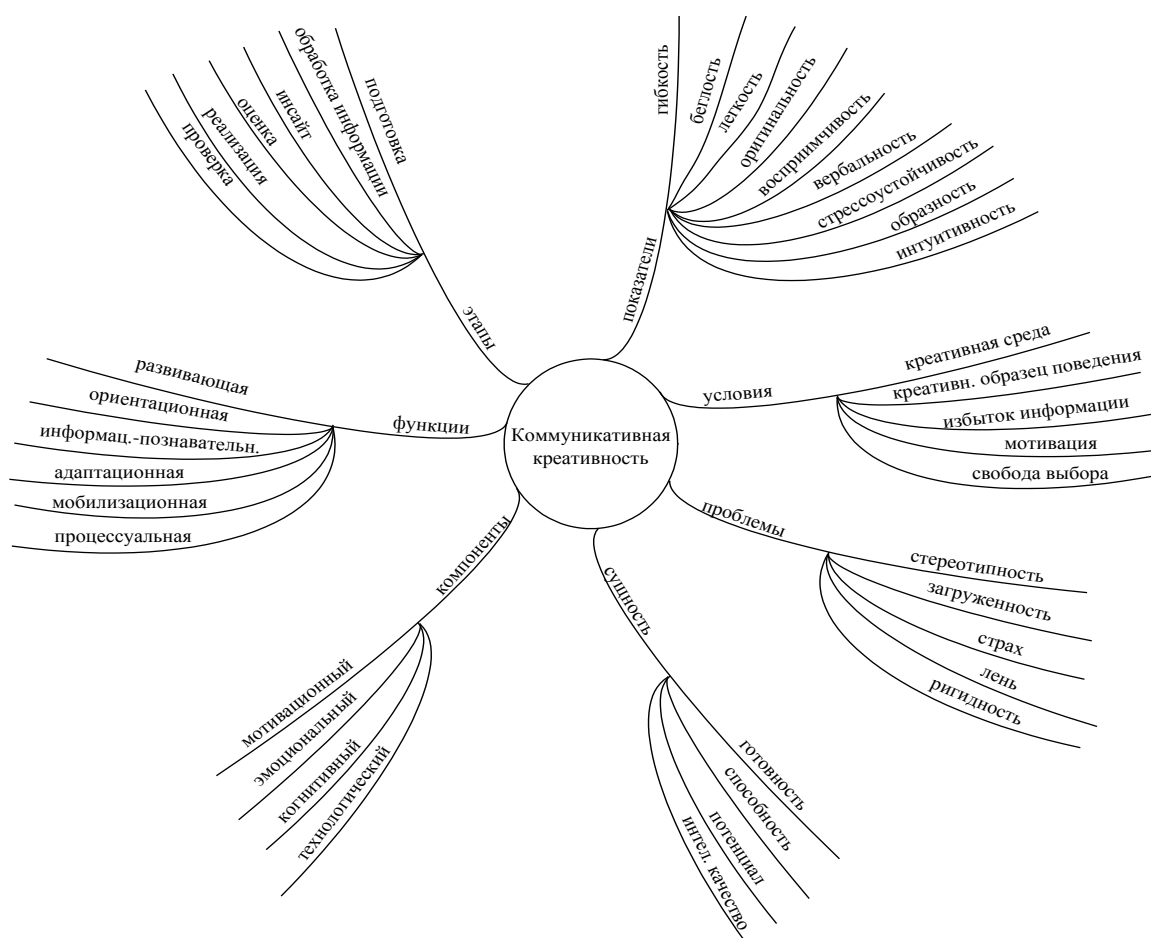 Коммуникативная
креативность
этапы
подготовка
обработка информации
инсайт
оценка
реализация
проверка
показатели
гибкость
беглость
легкость
оригинальность
восприимчивость
вербальность
стрессоустойчивость
образность
интуитивность
условия
креативная среда
креативн. образец поведения
избыток информации
мотивация
свобода выбора
проблемы
стереотипность
загруженность
страх
лень
ригидность
сущность
готовность
способность
потенциал
интел. качество
компоненты
мотивационный
эмоциональный
когнитивный
технологический
функции
развивающая
ориентационная
информац.-познавательн.
адаптационная
мобилизационная
процессуальная